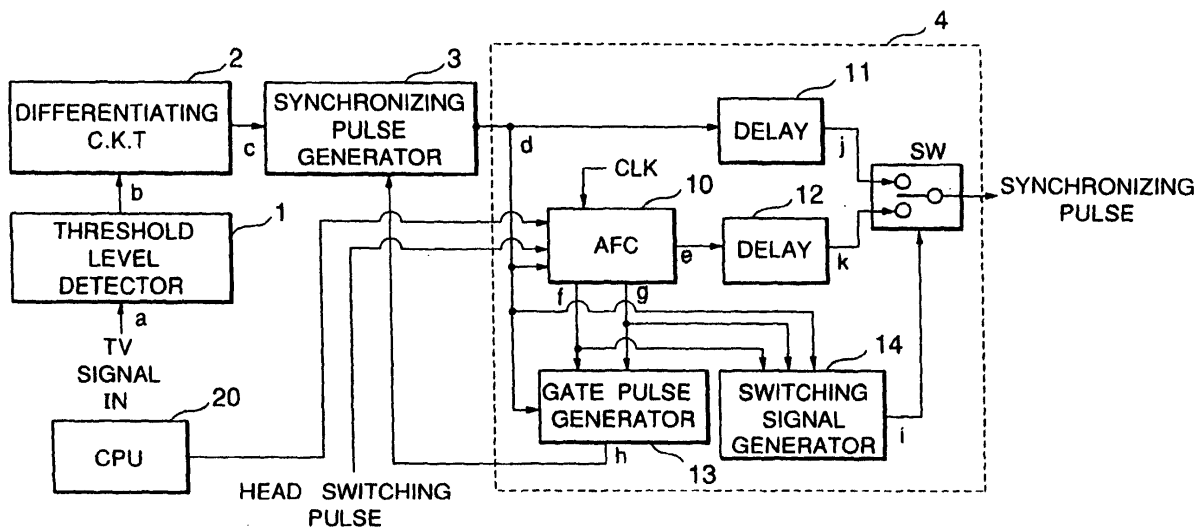 4
2
3
11
DIFFERENTIATING
C.K.T
c
SYNCHRONIZING
PULSE
GENERATOR
d
DELAY
j
SW
b
CLK
10
12
SYNCHRONIZING
PULSE
1
THRESHOLD
LEVEL
DETECTOR
AFC
e
DELAY
k
a
f
g
TV
SIGNAL
IN
14
GATE PULSE
GENERATOR
SWITCHING
SIGNAL
GENERATOR
i
20
CPU
h
13
HEAD SWITCHING
PULSE